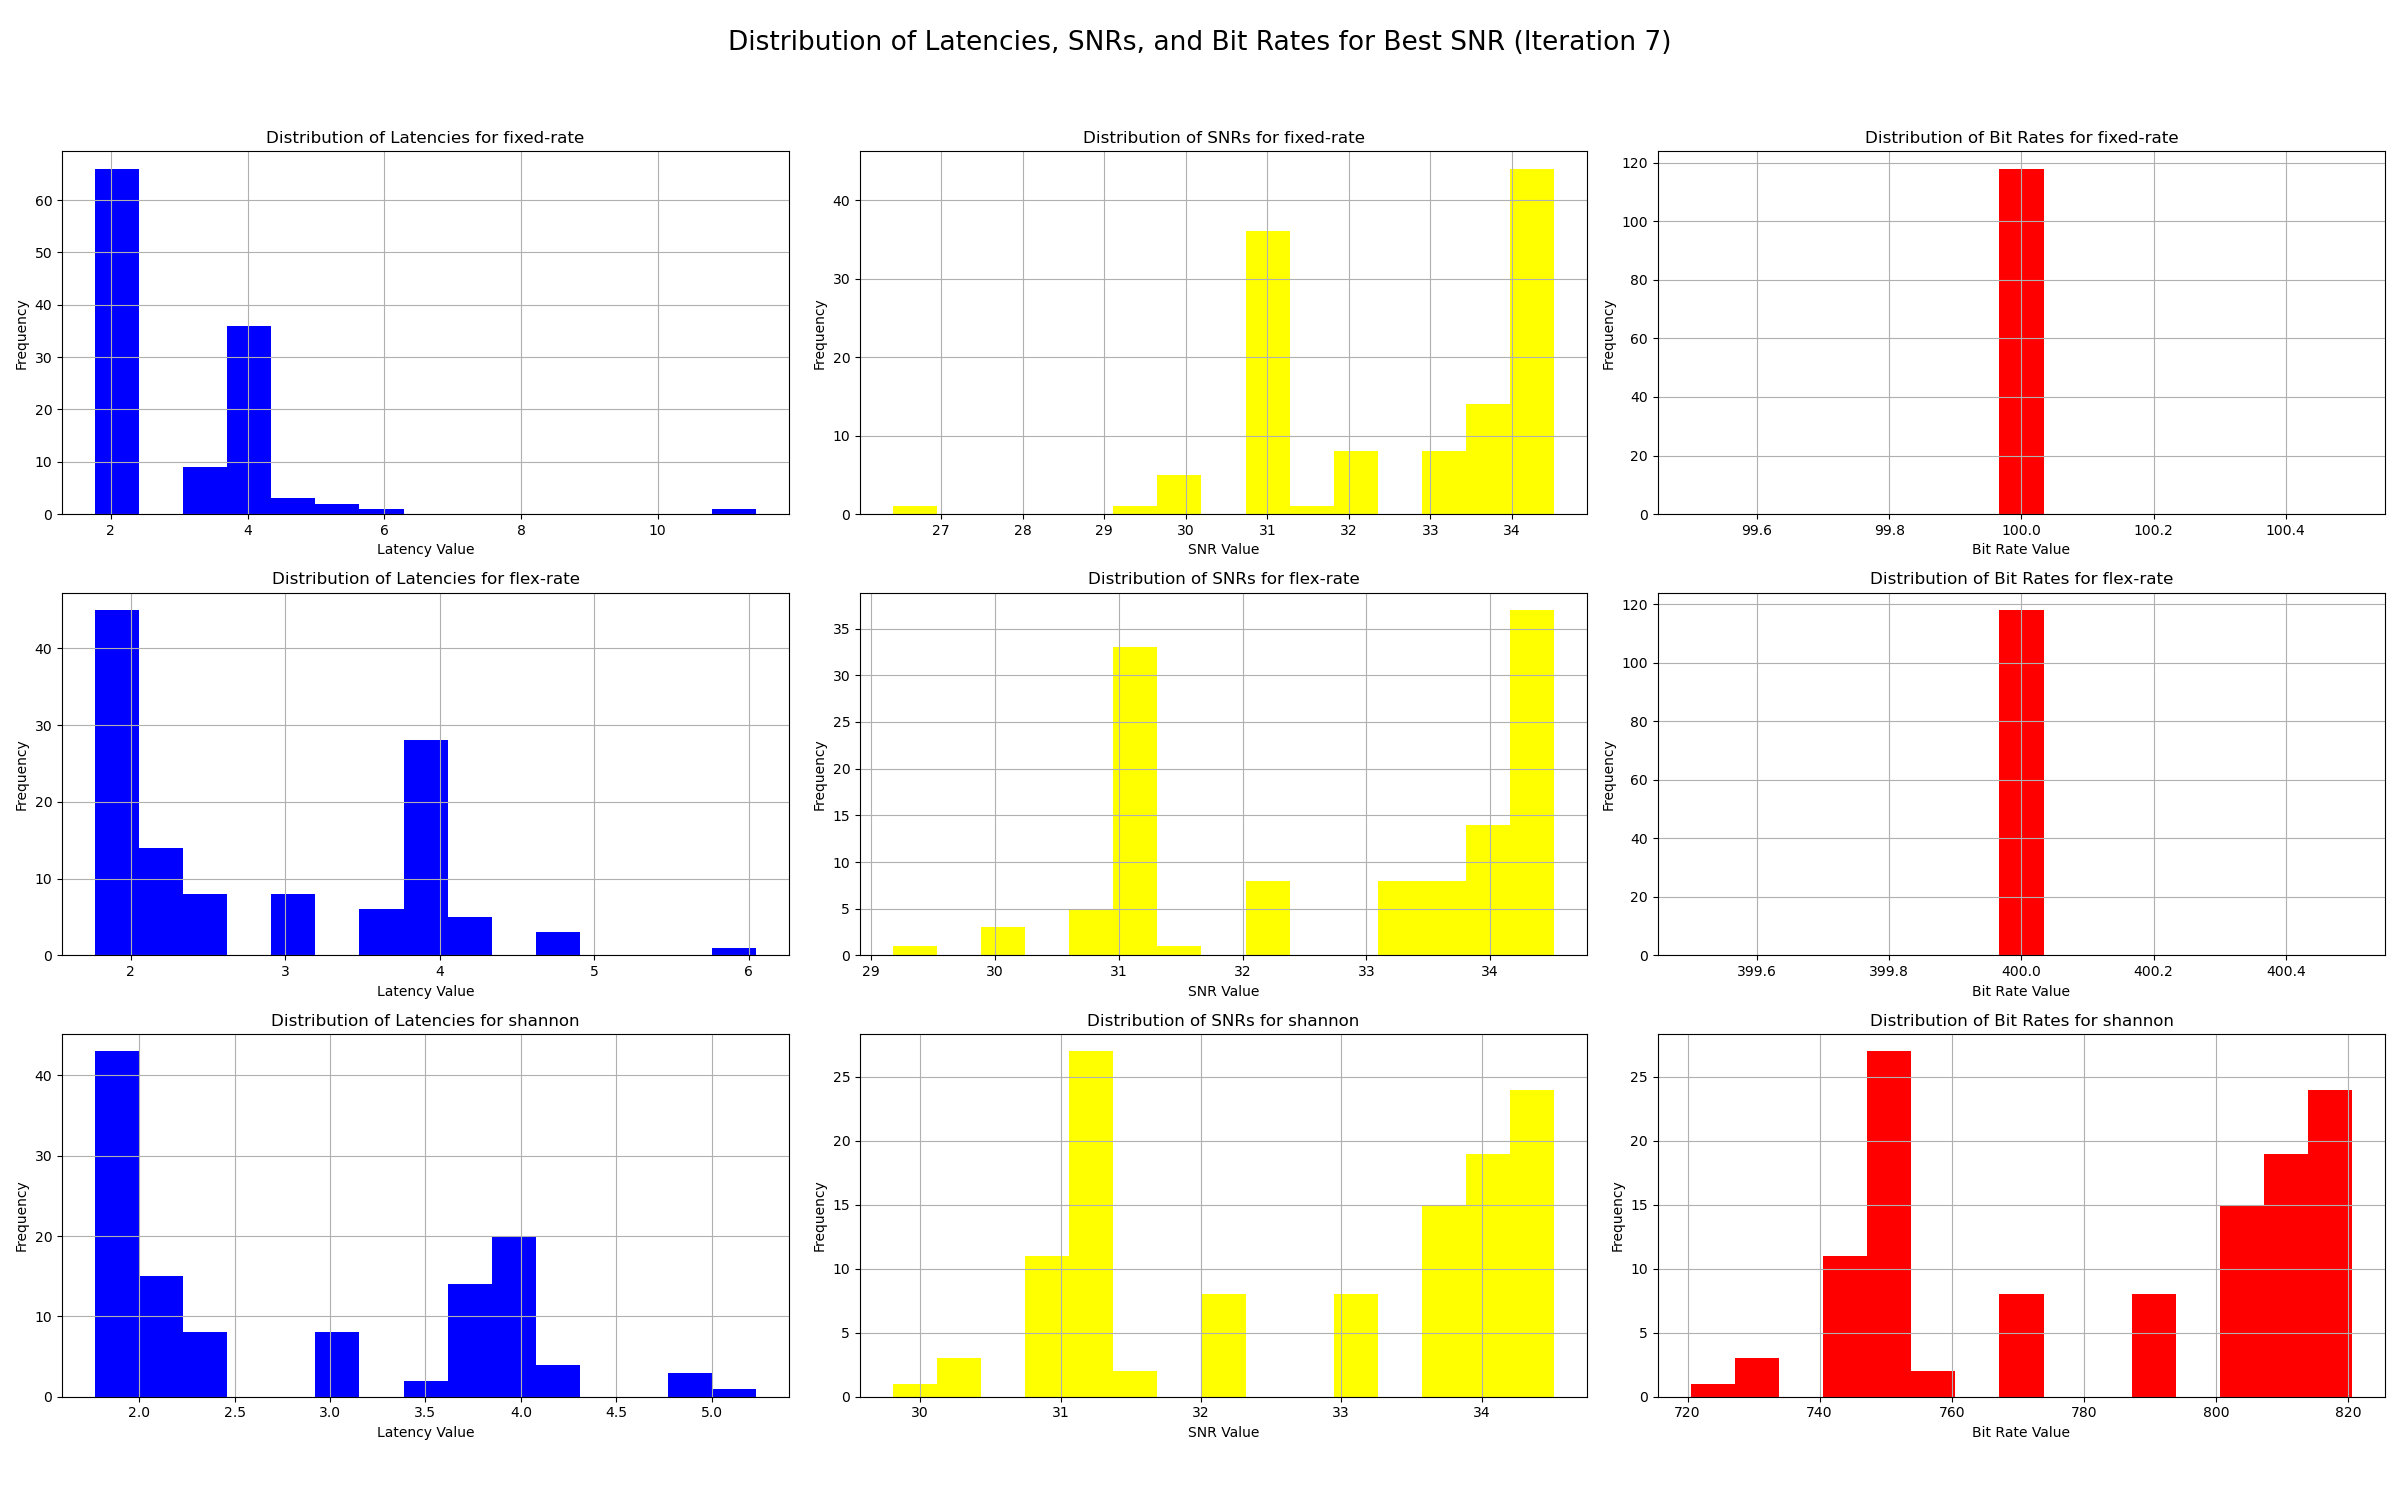 Distribution of Latencies, SNRs, and Bit Rates for Best SNR (Iteration 7)
Distribution of Latencies for fixed-rate
Frequency
0 10 20 30 40 50 60
2 4 6 8 10
Latency Value
Distribution of SNRs for fixed-rate
Frequency
0 10 20 30 40
27 28 29 30 31 32 33 34
SNR Value
Distribution of Bit Rates for fixed-rate
Frequency
0 20 40 60 80 100 120
99.6 99.8 100.0 100.2 100.4
Bit Rate Value
Distribution of Latencies for flex-rate
Frequency
0 10 20 30 40
2 3 4 5 6
Latency Value
Distribution of SNRs for flex-rate
Frequency
0 5 10 15 20 25 30 35
29 30 31 32 33 34
SNR Value
Distribution of Bit Rates for flex-rate
Frequency
0 20 40 60 80 100 120
399.6 399.8 400.0 400.2 400.4
Bit Rate Value
Distribution of Latencies for shannon
Frequency
0 10 20 30 40
2.0 2.5 3.0 3.5 4.0 4.5 5.0
Latency Value
Distribution of SNRs for shannon
Frequency
0 5 10 15 20 25
30 31 32 33 34
SNR Value
Distribution of Bit Rates for shannon
Frequency
0 5 10 15 20 25
720 740 760 780 800 820
Bit Rate Value